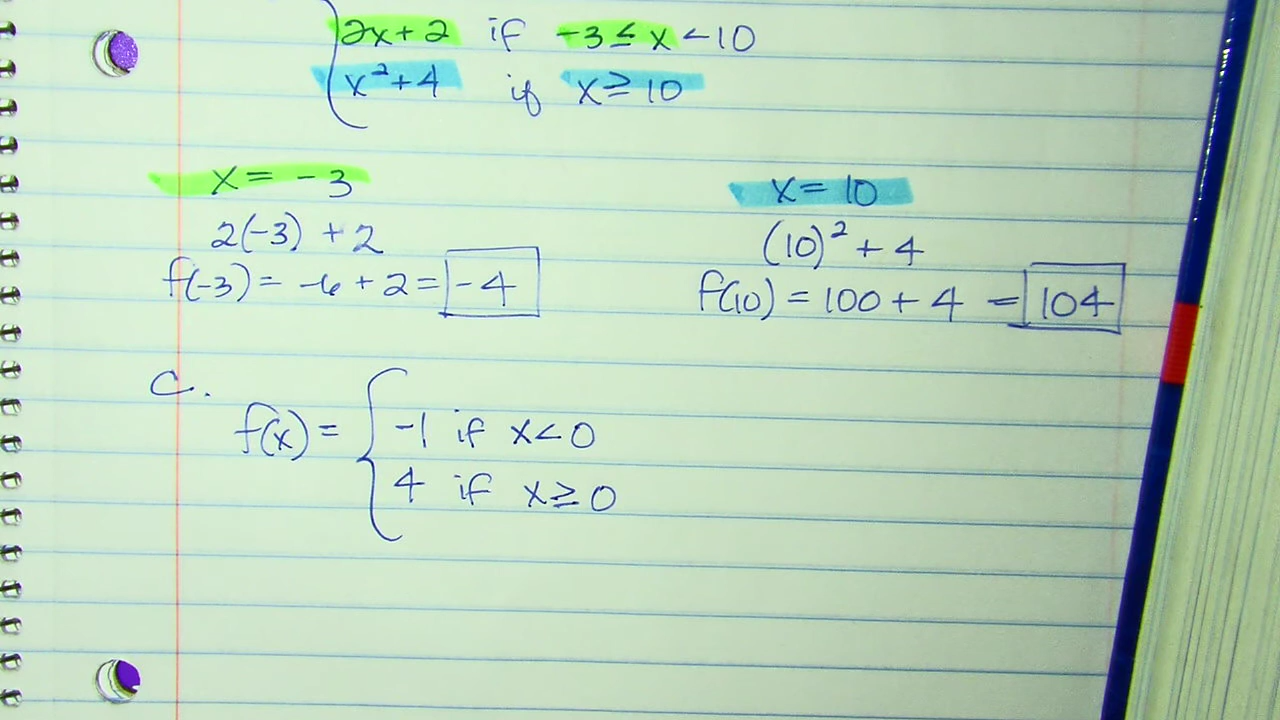 2x+2 if -3 ≤ x < 10
x²+4 if x ≥ 10
x = -3
2(-3) + 2
f(-3) = -6 + 2 = -4
x = 10
(10)² + 4
f(10) = 100 + 4 = 104
C.
f(x) = { -1 if x < 0
4 if x ≥ 0